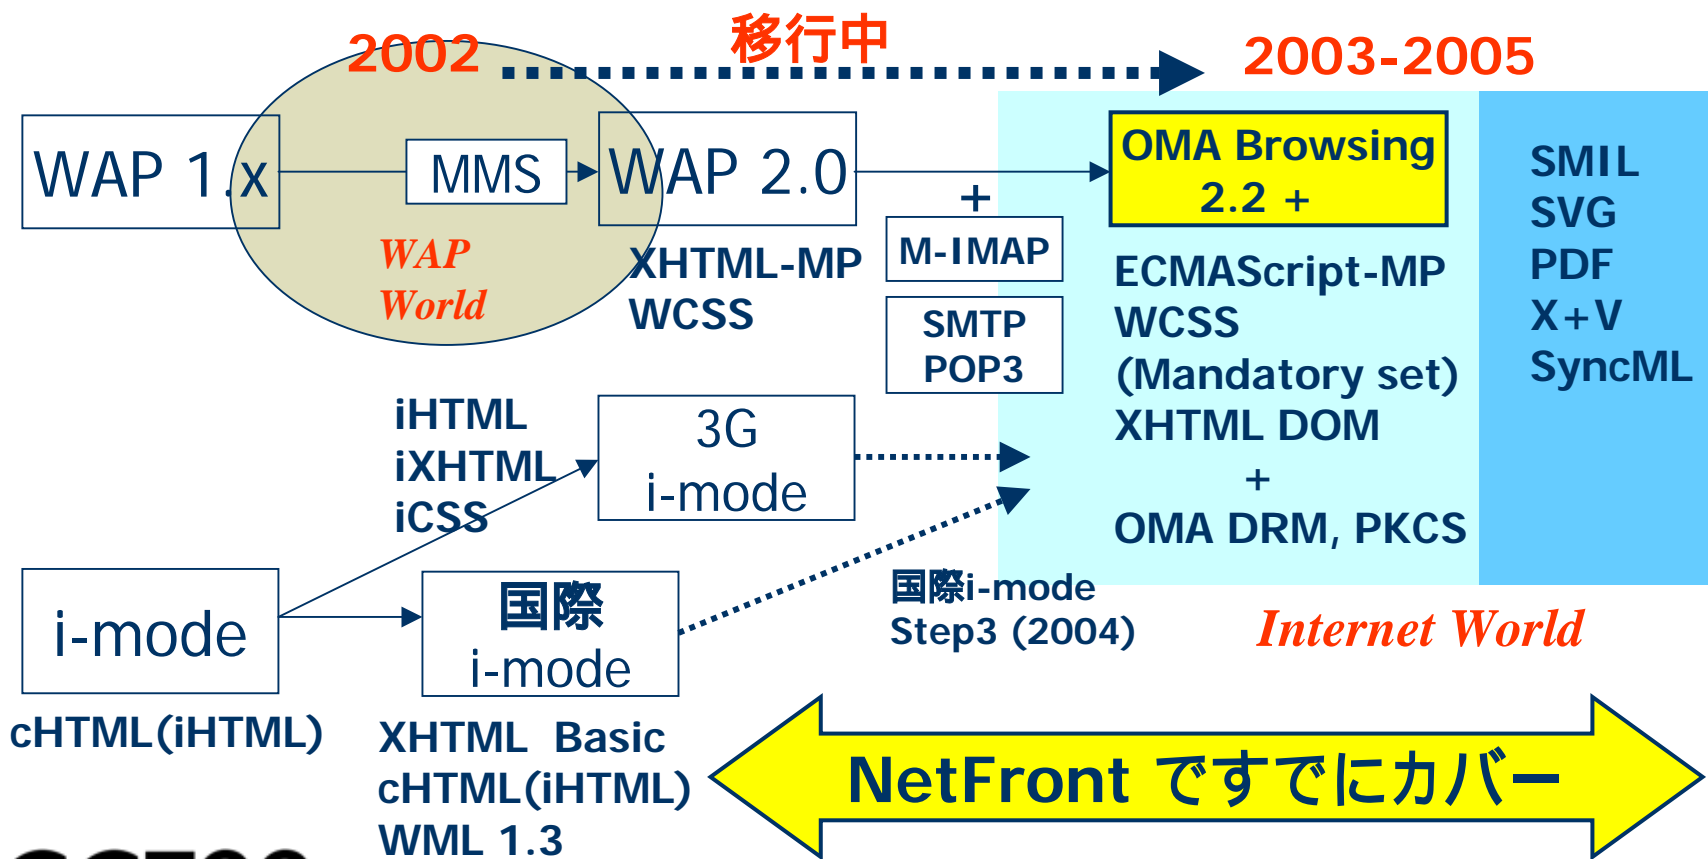 2002
移行中
2003-2005
WAP 1.x
MMS
WAP 2.0
WAP
World
XHTML-MP
WCSS
+
M-IMAP
SMTP
POP3
OMA Browsing
2.2 +
ECMAScript-MP
WCSS
(Mandatory set)
XHTML DOM
+
OMA DRM, PKCS
SMIL
SVG
PDF
X+V
SyncML
iHTML
iXHTML
iCSS
3G
i-mode
i-mode
cHTML(iHTML)
国際
i-mode
XHTML Basic
cHTML(iHTML)
WML 1.3
国際i-mode
Step3 (2004)
Internet World
NetFront ですでにカバー